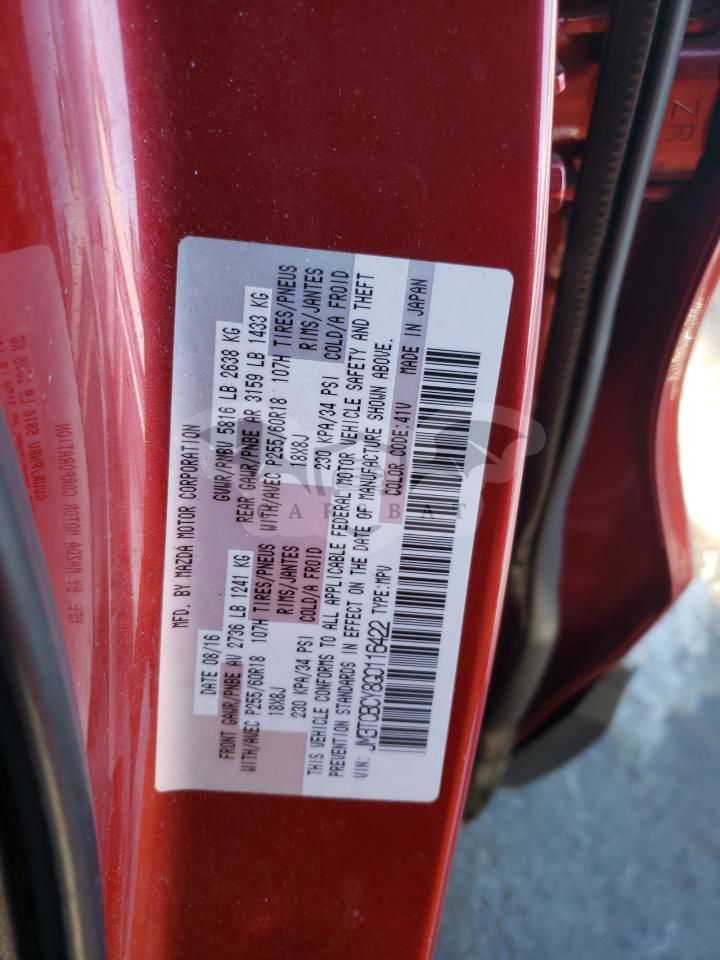 MFD. BY MAZDA MOTOR CORPORATION
DATE 08/16 GVWR/PNBV 5816 LB 2638 KG
FRONT GAWR/PNBE AV 2736 LB 1241 KG REAR GAWR/PNBE AR 3159 LB 1433 KG
WITH/AVEC P255/60R18 107H TIRES/PNEUS WITH/AVEC P255/60R18 107H TIRES/PNEUS
18X8J RIMS/JANTES 18X8J RIMS/JANTES
230 KPA/34 PSI COLD/A FROID 230 KPA/34 PSI COLD/A FROID
THIS VEHICLE CONFORMS TO ALL APPLICABLE FEDERAL MOTOR VEHICLE SAFETY AND THEFT
PREVENTION STANDARDS IN EFFECT ON THE DATE OF MANUFACTURE SHOWN ABOVE.
VIN: JM3TCBCY8G0116422 TYPE:MPV COLOR CODE:41V MADE IN JAPAN
ZR